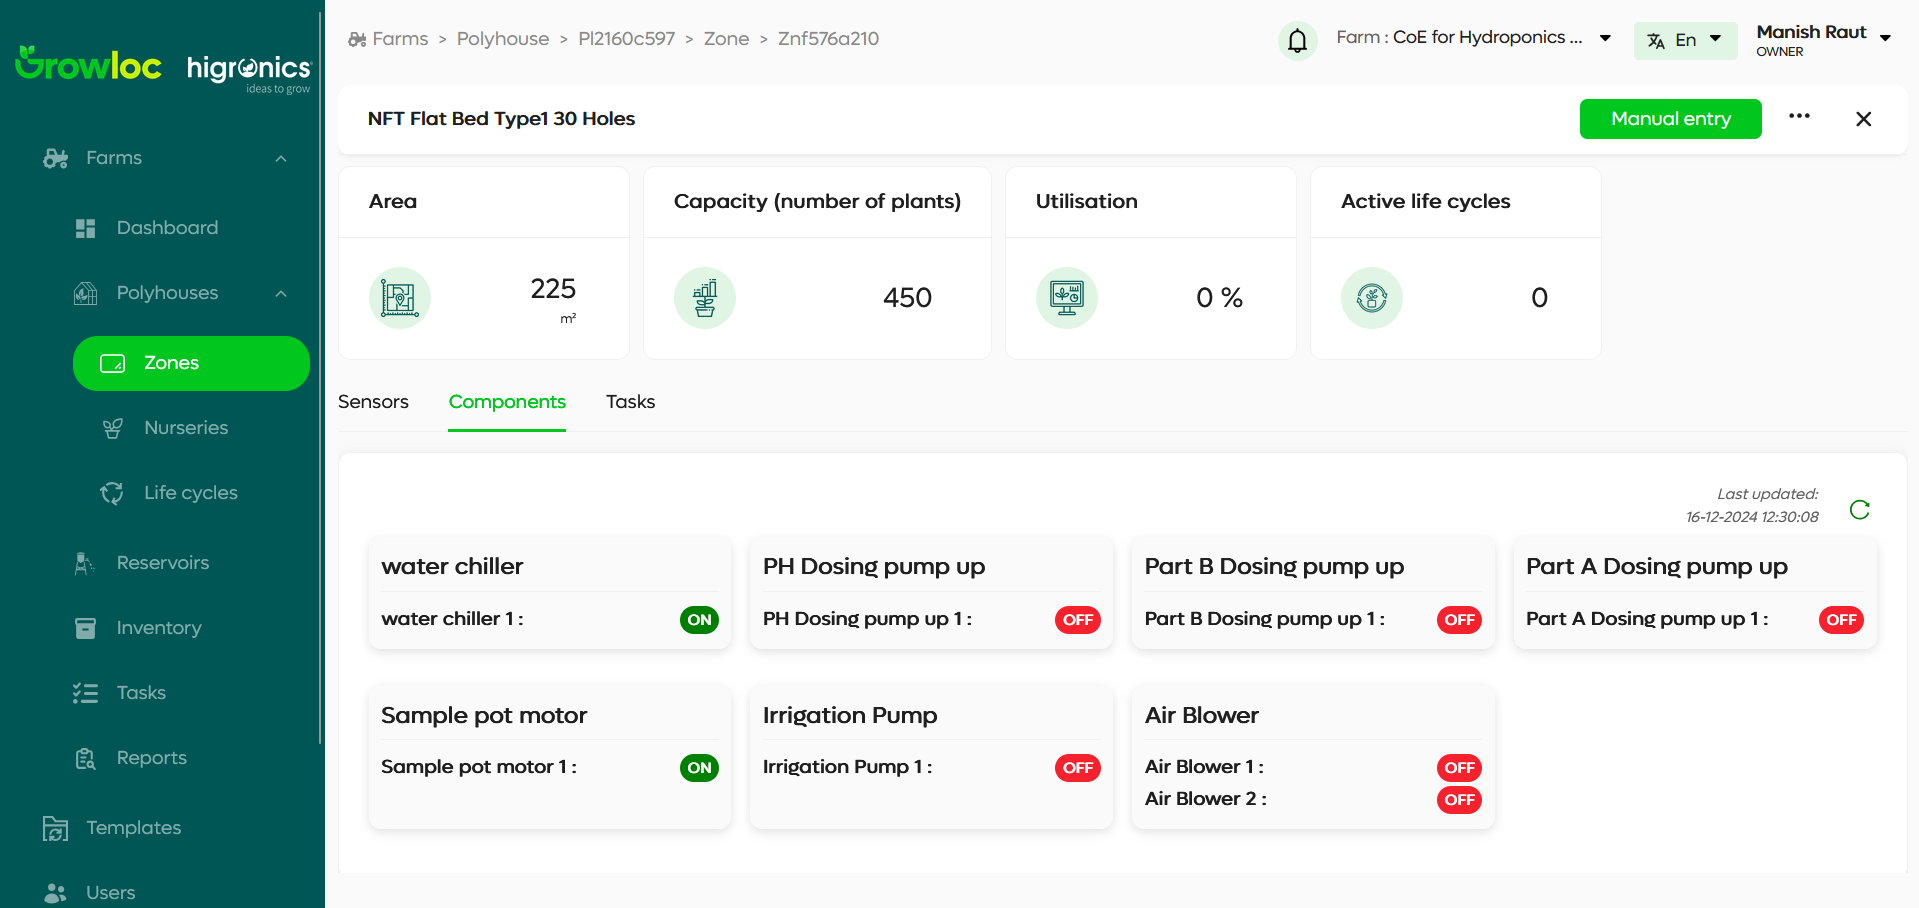 Growloc
higronics
ideas to grow
Farms
Dashboard
Polyhouses
Zones
Nurseries
Life cycles
Reservoirs
Inventory
Tasks
Reports
Templates
Users
Farms > Polyhouse > Pl2160c597 > Zone > Znf576a210
Farm : CoE for Hydroponics ...
En
Manish Raut
OWNER
NFT Flat Bed Type1 30 Holes
Manual entry
Area
225
m²
Capacity (number of plants)
450
Utilisation
0 %
Active life cycles
0
Sensors
Components
Tasks
Last updated:
16-12-2024 12:30:08
water chiller
water chiller 1 : ON
PH Dosing pump up
PH Dosing pump up 1 : OFF
Part B Dosing pump up
Part B Dosing pump up 1 : OFF
Part A Dosing pump up
Part A Dosing pump up 1 : OFF
Sample pot motor
Sample pot motor 1 : ON
Irrigation Pump
Irrigation Pump 1 : OFF
Air Blower
Air Blower 1 : OFF
Air Blower 2 : OFF